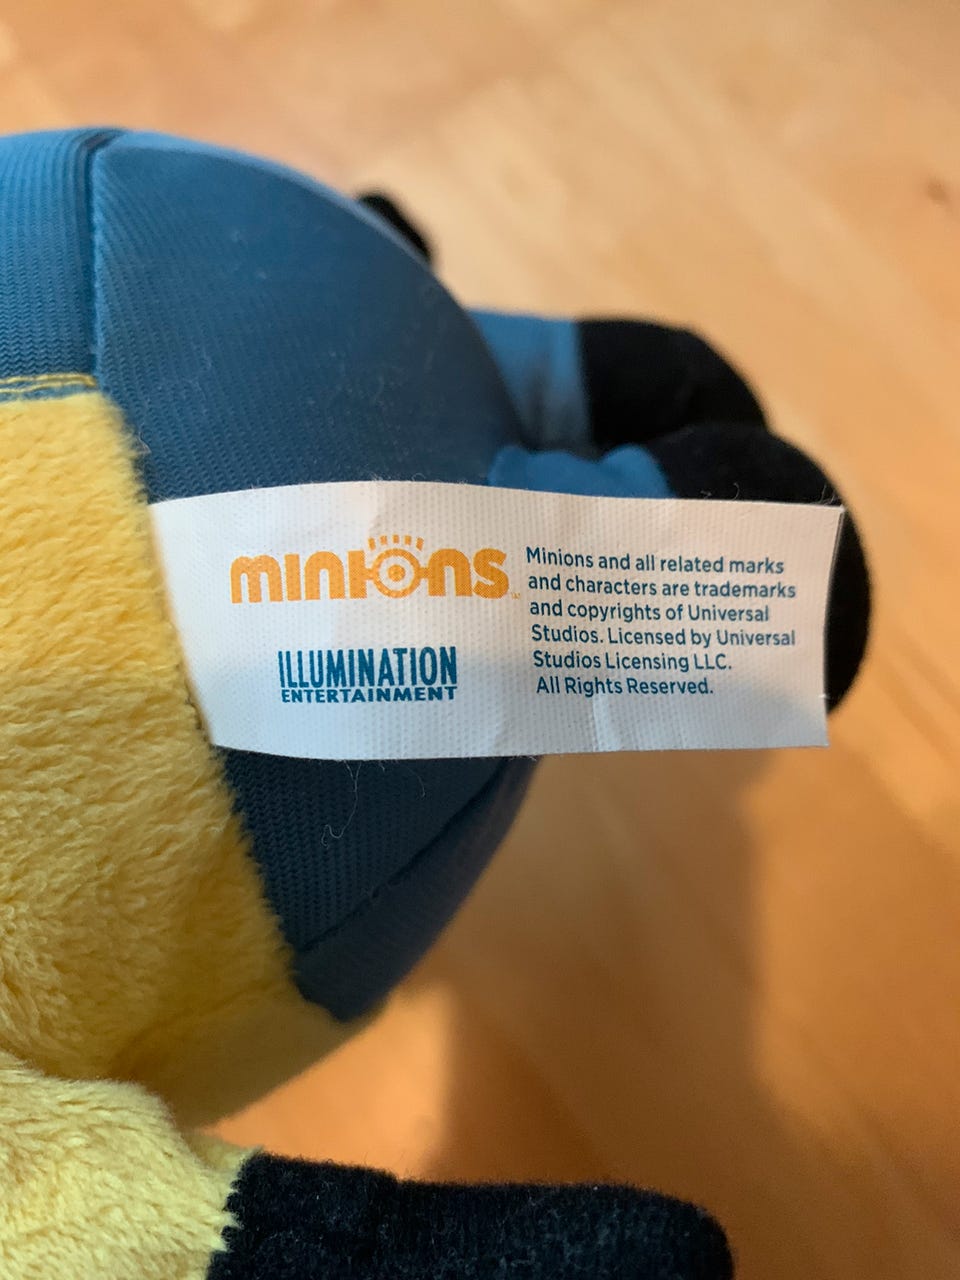 MINIONS
TM
ILLUMINATION
ENTERTAINMENT
Minions and all related marks
and characters are trademarks
and copyrights of Universal
Studios. Licensed by Universal
Studios Licensing LLC.
All Rights Reserved.